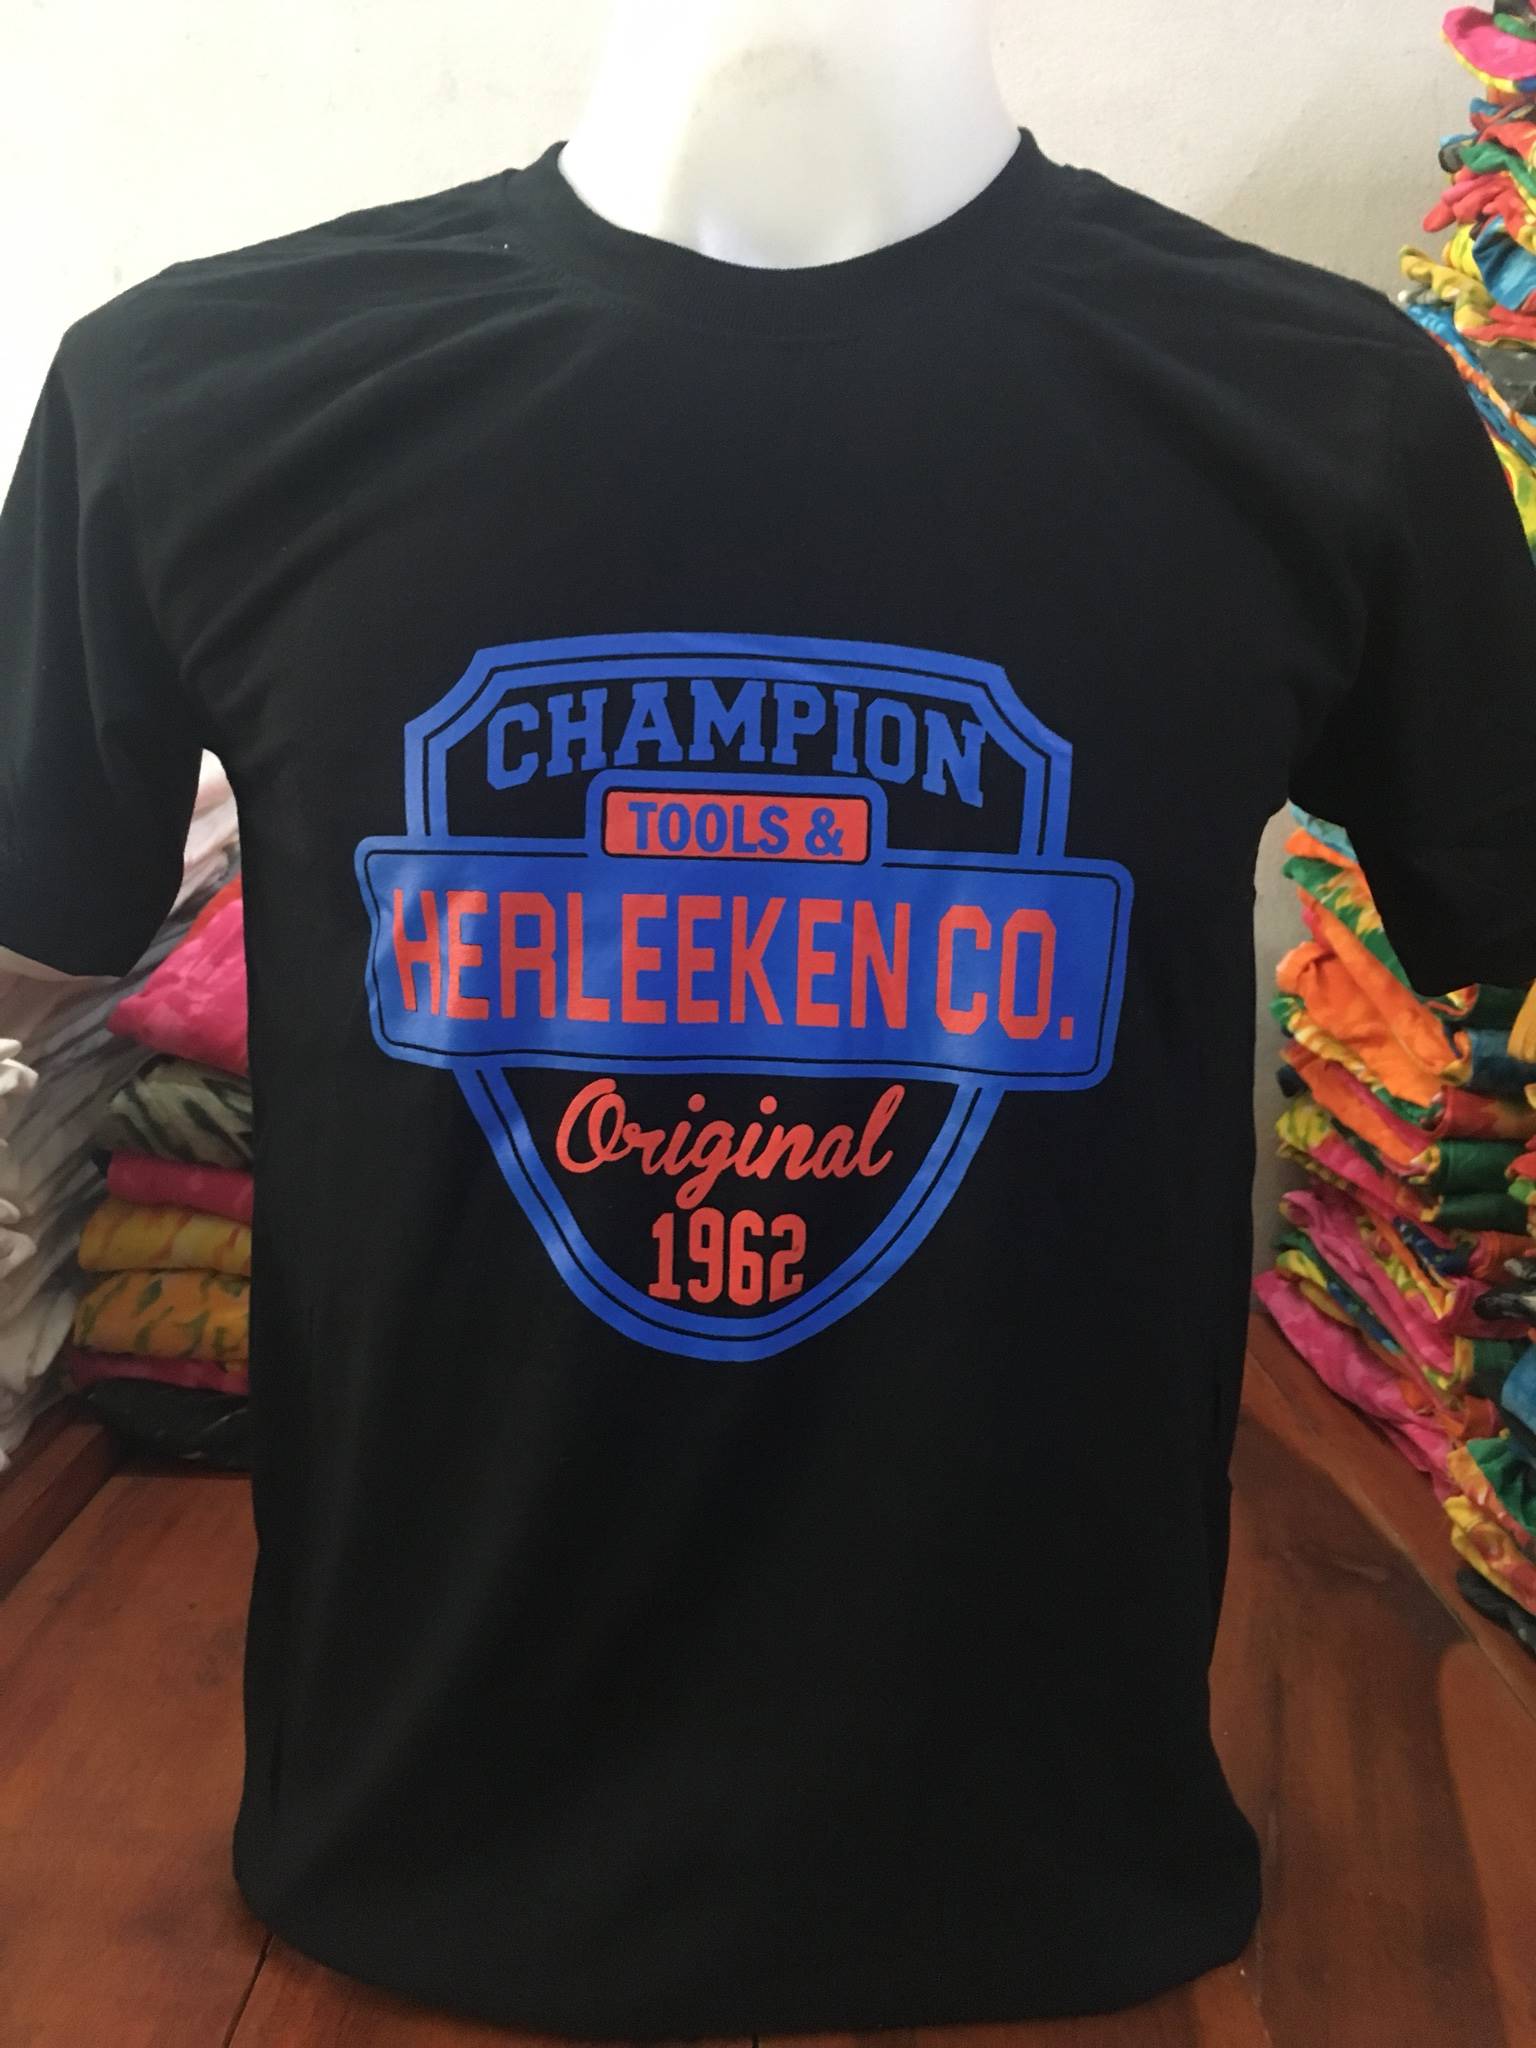 CHAMPION
TOOLS &
HERLEEKEN CO.
Original
1962